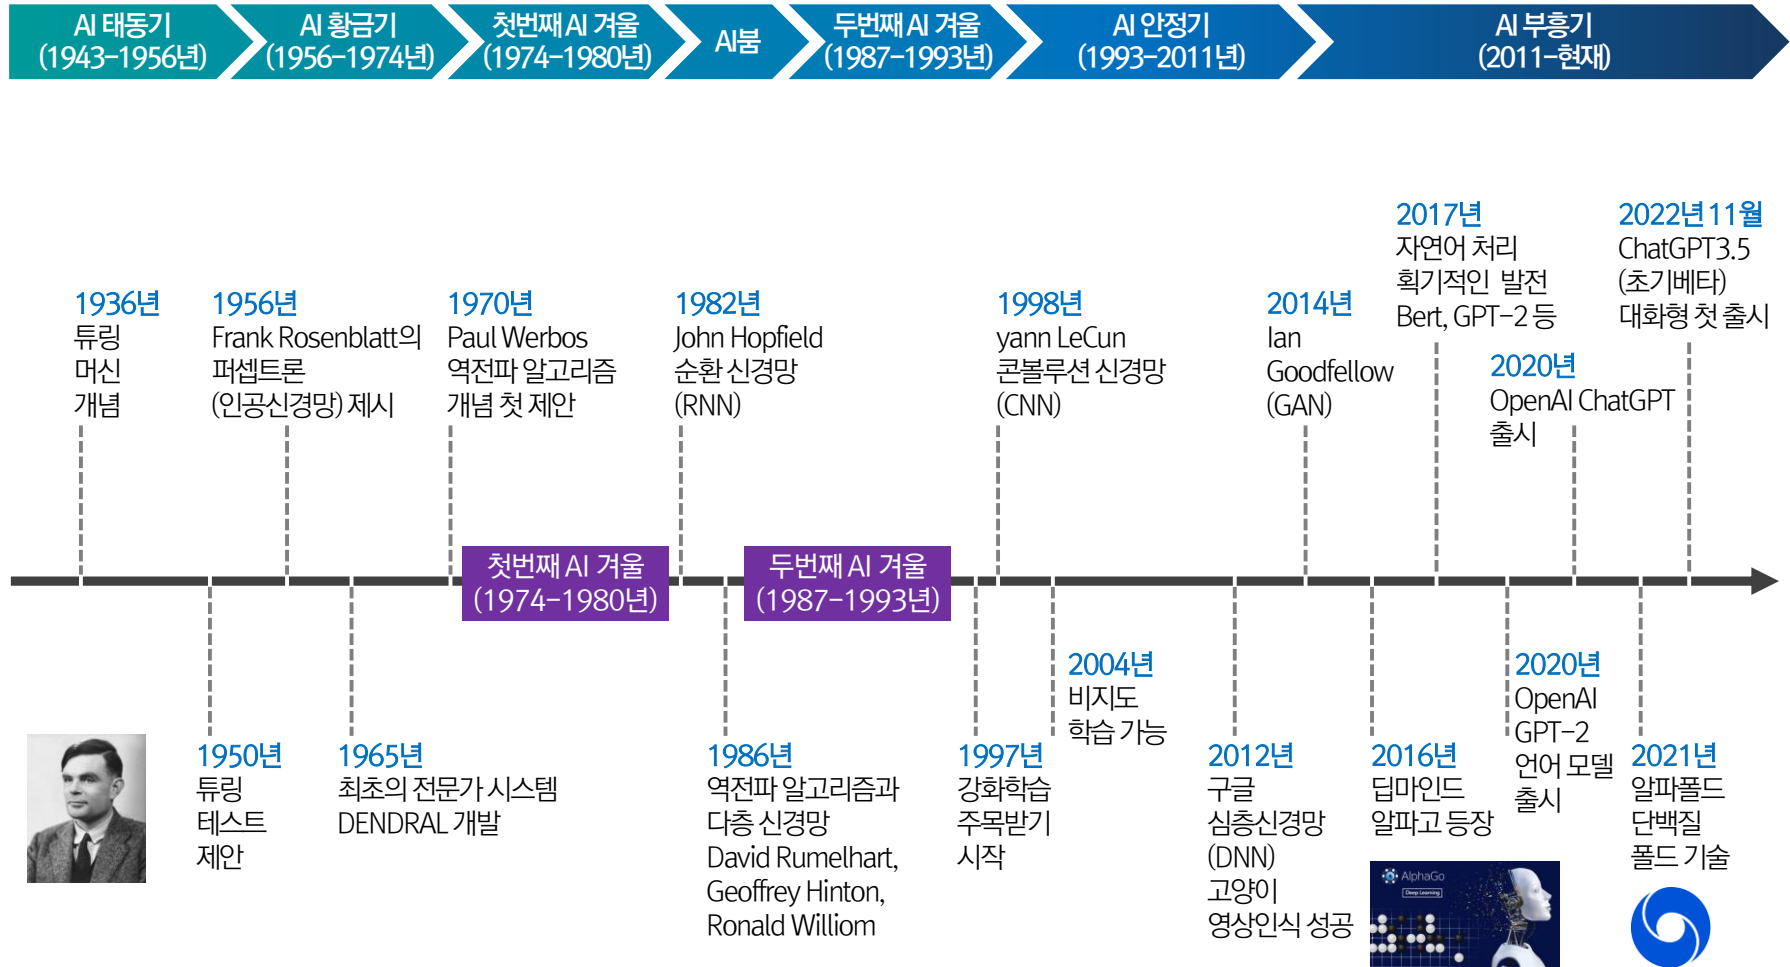 AI 태동기
(1943-1956년)
AI 황금기
(1956-1974년)
첫번째 AI 겨울
(1974-1980년)
AI붐
두번째 AI 겨울
(1987-1993년)
AI 안정기
(1993-2011년)
AI 부흥기
(2011-현재)
1936년
튜링
머신
개념
1956년
Frank Rosenblatt의
퍼셉트론
(인공신경망) 제시
1970년
Paul Werbos
역전파 알고리즘
개념 첫 제안
1982년
John Hopfield
순환 신경망
(RNN)
1998년
yann LeCun
콘볼루션 신경망
(CNN)
2014년
Ian
Goodfellow
(GAN)
2017년
자연어 처리
획기적인 발전
Bert, GPT-2 등
2020년
OpenAI ChatGPT
출시
2022년 11월
ChatGPT3.5
(초기베타)
대화형 첫 출시
첫번째 AI 겨울
(1974-1980년)
두번째 AI 겨울
(1987-1993년)
1950년
튜링
테스트
제안
1965년
최초의 전문가 시스템
DENDRAL 개발
1986년
역전파 알고리즘과
다층 신경망
David Rumelhart,
Geoffrey Hinton,
Ronald Williom
1997년
강화학습
주목받기
시작
2004년
비지도
학습 가능
2012년
구글
심층신경망
(DNN)
고양이
영상인식 성공
2016년
딥마인드
알파고 등장
AlphaGo
Deep Learning
2020년
OpenAI
GPT-2
언어 모델
출시
2021년
알파폴드
단백질
폴드 기술